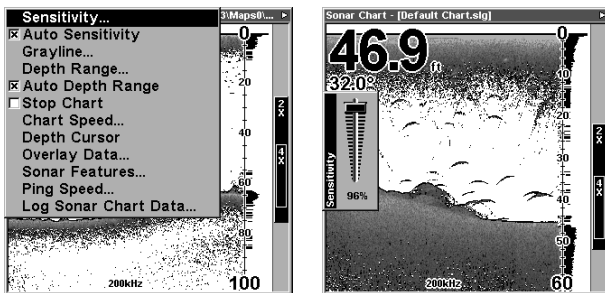 Sensitivity...
3\Maps0\...
Auto Sensitivity
Grayline...
Depth Range...
Auto Depth Range
Stop Chart
Chart Speed...
Depth Cursor
Overlay Data...
Sonar Features...
Ping Speed...
Log Sonar Chart Data...
0
20
40
60
80
100
2X
4X
200kHz
Sonar Chart - [Default Chart.slg]
46.9 ft
32.0°
Sensitivity
96%
0
10
20
30
40
50
60
2X
4X
200kHz